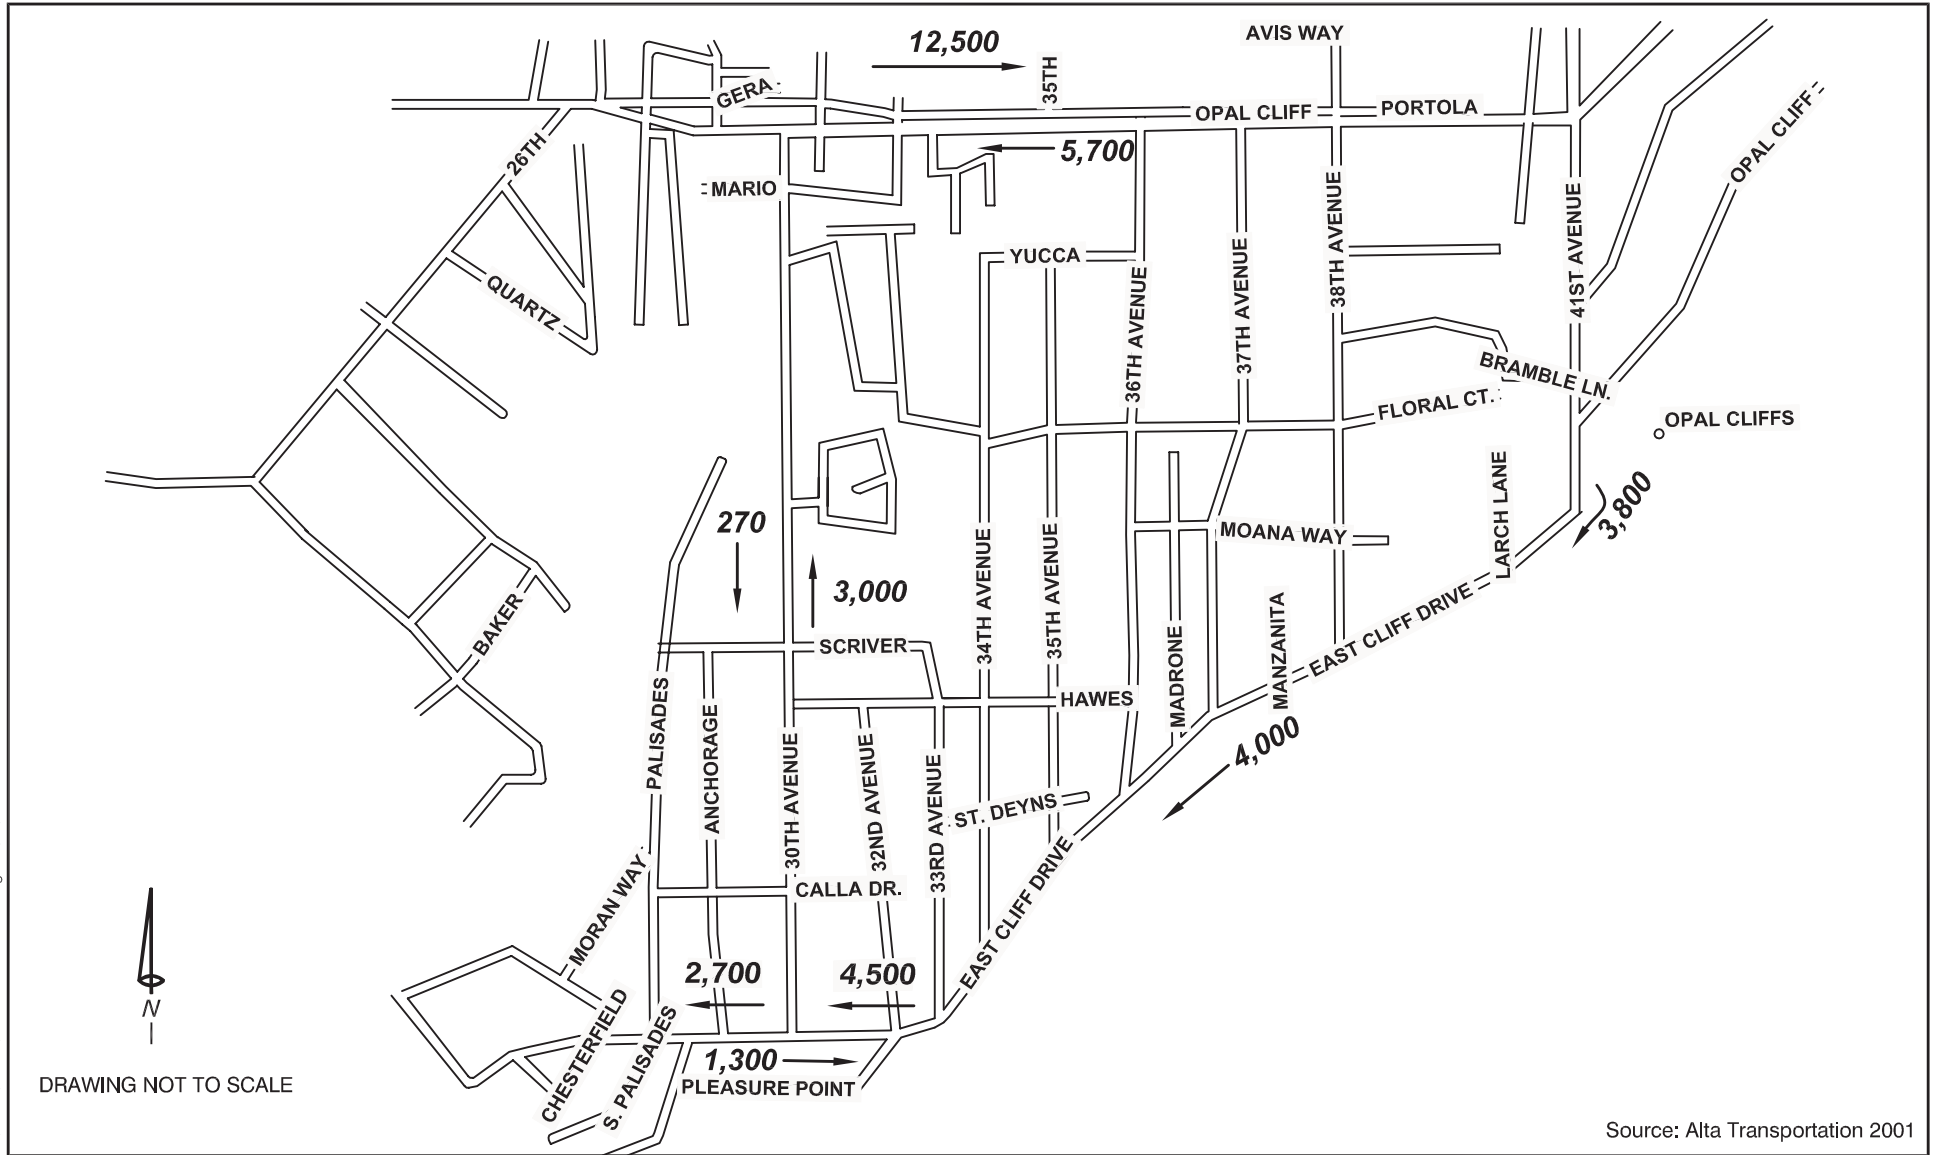 AVIS WAY
12,500
35TH
GERA
OPAL CLIFF
PORTOLA
OPAL CLIFF
26TH
5,700
MARIO
41ST AVENUE
38TH AVENUE
YUCCA
37TH AVENUE
36TH AVENUE
QUARTZ
BRAMBLE LN.
FLORAL CT.
OPAL CLIFFS
LARCH LANE
3,800
270
MOANA WAY
34TH AVENUE
35TH AVENUE
3,000
BAKER
EAST CLIFF DRIVE
MANZANITA
MADRONE
SCRIVER
PALISADES
ANCHORAGE
HAWES
4,000
30TH AVENUE
32ND AVENUE
33RD AVENUE
ST. DEYNS
EAST CLIFF DRIVE
MORAN WAY
CALLA DR.
2,700
4,500
N
CHESTERFIELD
S. PALISADES
1,300
PLEASURE POINT
DRAWING NOT TO SCALE
Source: Alta Transportation 2001